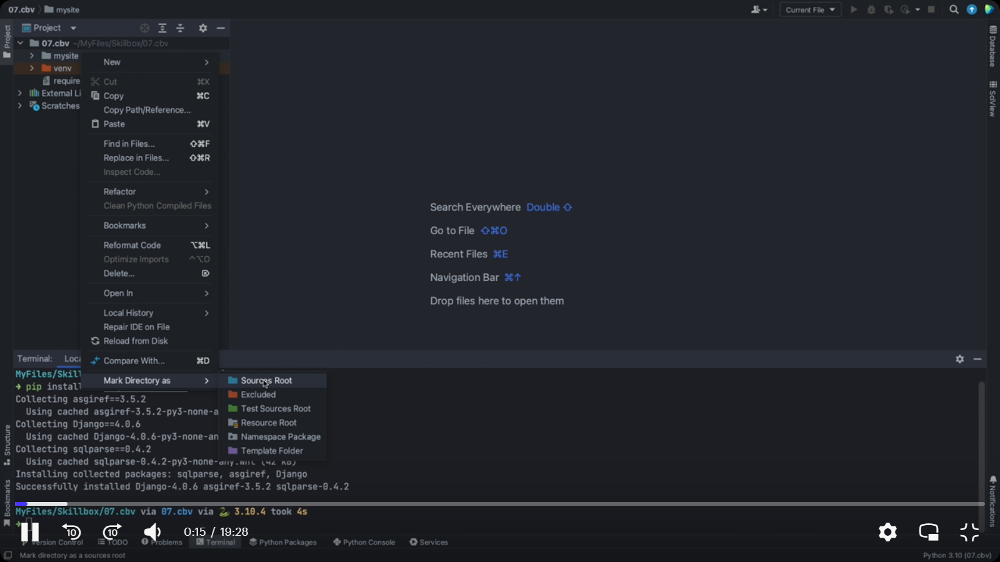 07.cbv mysite
Current File
Project
Project
07.cbv ~/MyFiles/Skillbox/07.cbv
mysite
venv
require
External Li
Scratches
New
Cut ⌘X
Copy ⌘C
Copy Path/Reference...
Paste ⌘V
Find in Files... ⇧⌘F
Replace in Files... ⇧⌘R
Inspect Code...
Refactor
Clean Python Compiled Files
Bookmarks
Reformat Code ⌥⌘L
Optimize Imports ^⌥O
Delete... ⌦
Open In
Local History
Repair IDE on File
Reload from Disk
Compare With... ⌘D
Mark Directory as
Sources Root
Excluded
Test Sources Root
Resource Root
Namespace Package
Template Folder
Search Everywhere Double ⇧
Go to File ⇧⌘O
Recent Files ⌘E
Navigation Bar ⌘↑
Drop files here to open them
Database
SciView
Notifications
Structure
Bookmarks
Terminal: Loca
MyFiles/Skill
→ pip instal
Collecting asgiref==3.5.2
Using cached asgiref-3.5.2-py3-none-a
Collecting Django==4.0.6
Using cached Django-4.0.6-py3-none-an
Collecting sqlparse==0.4.2
Using cached sqlparse-0.4.2-py3-none-any.whl (42 kB)
Installing collected packages: sqlparse, asgiref, Django
Successfully installed Django-4.0.6 asgiref-3.5.2 sqlparse-0.4.2
MyFiles/Skillbox/07.cbv via 07.cbv via 3.10.4 took 4s
10 10 0:15 / 19:28
Version Control TODO Problems Terminal Python Packages Python Console Services
Mark directory as a sources root
Python 3.10 (07.cbv)